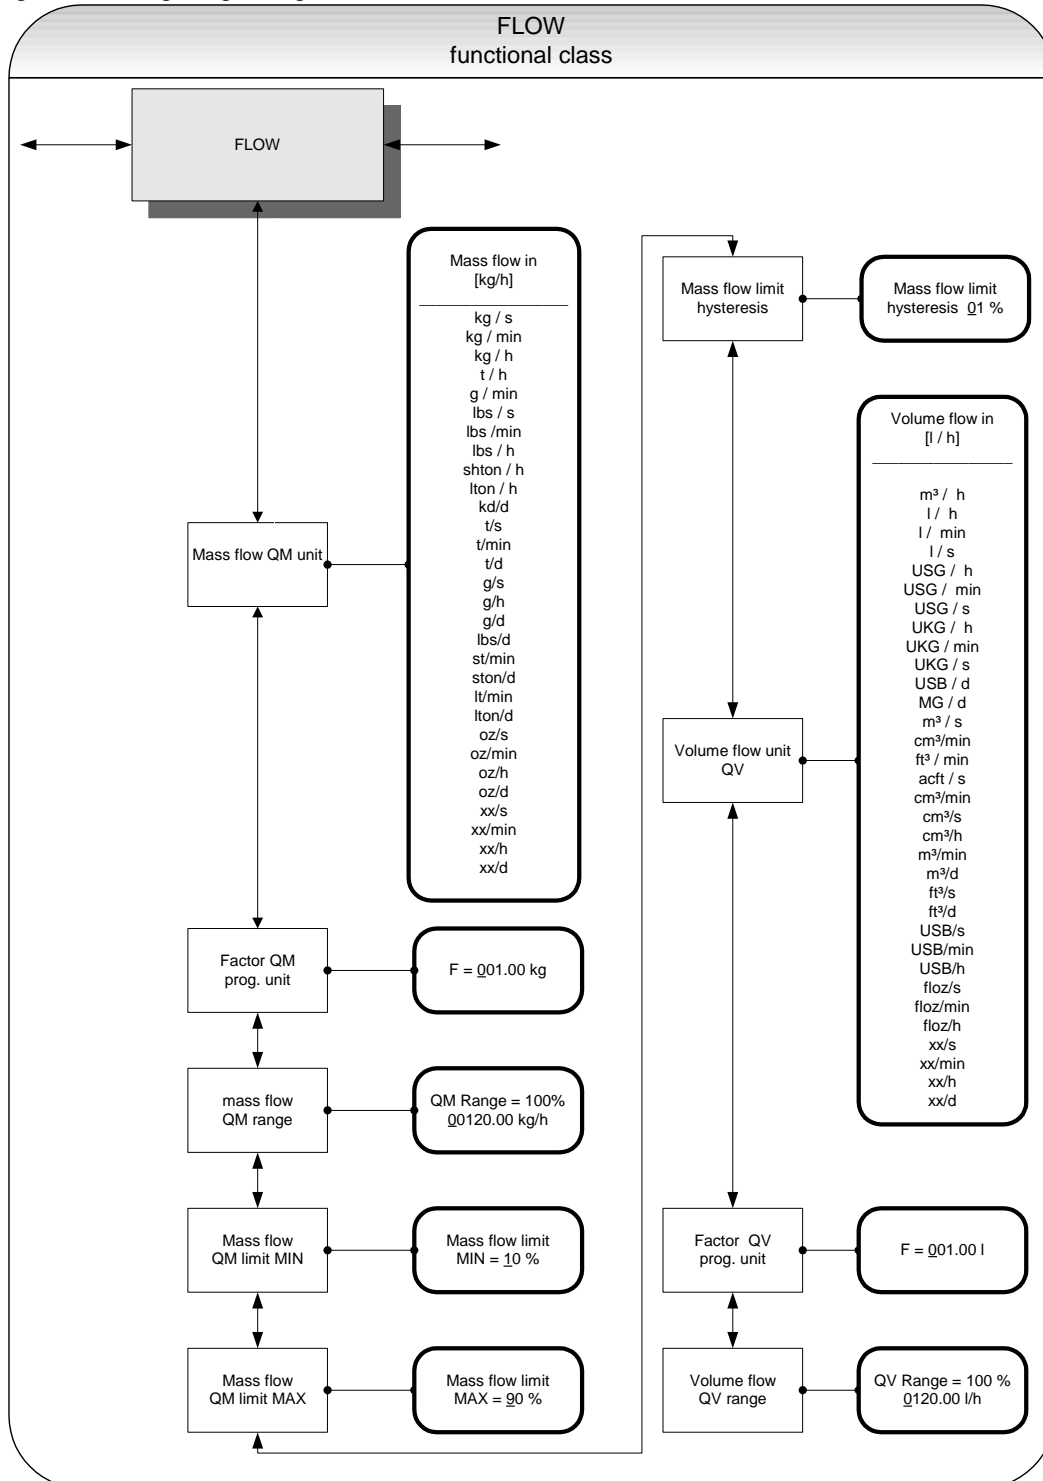 FLOW
functional class
FLOW
Mass flow in
[kg/h]
kg / s
kg / min
kg / h
t / h
g / min
lbs / s
lbs /min
lbs / h
shton / h
lton / h
kd/d
t/s
t/min
t/d
g/s
g/h
g/d
lbs/d
st/min
ston/d
lt/min
lton/d
oz/s
oz/min
oz/h
oz/d
xx/s
xx/min
xx/h
xx/d
Mass flow QM unit
Factor QM
prog. unit
F = 001.00 kg
mass flow
QM range
QM Range = 100%
00120.00 kg/h
Mass flow
QM limit MIN
Mass flow limit
MIN = 10 %
Mass flow
QM limit MAX
Mass flow limit
MAX = 90 %
Mass flow limit
hysteresis
Mass flow limit
hysteresis 01 %
Volume flow in
[l / h]
m³ / h
l / h
l / min
l / s
USG / h
USG / min
USG / s
UKG / h
UKG / min
UKG / s
USB / d
MG / d
m³ / s
cm³/min
ft³ / min
acft / s
cm³/min
cm³/s
cm³/h
m³/min
m³/d
ft³/s
ft³/d
USB/s
USB/min
USB/h
floz/s
floz/min
floz/h
xx/s
xx/min
xx/h
xx/d
Volume flow unit
QV
Factor QV
prog. unit
F = 001.00 l
Volume flow
QV range
QV Range = 100 %
0120.00 l/h